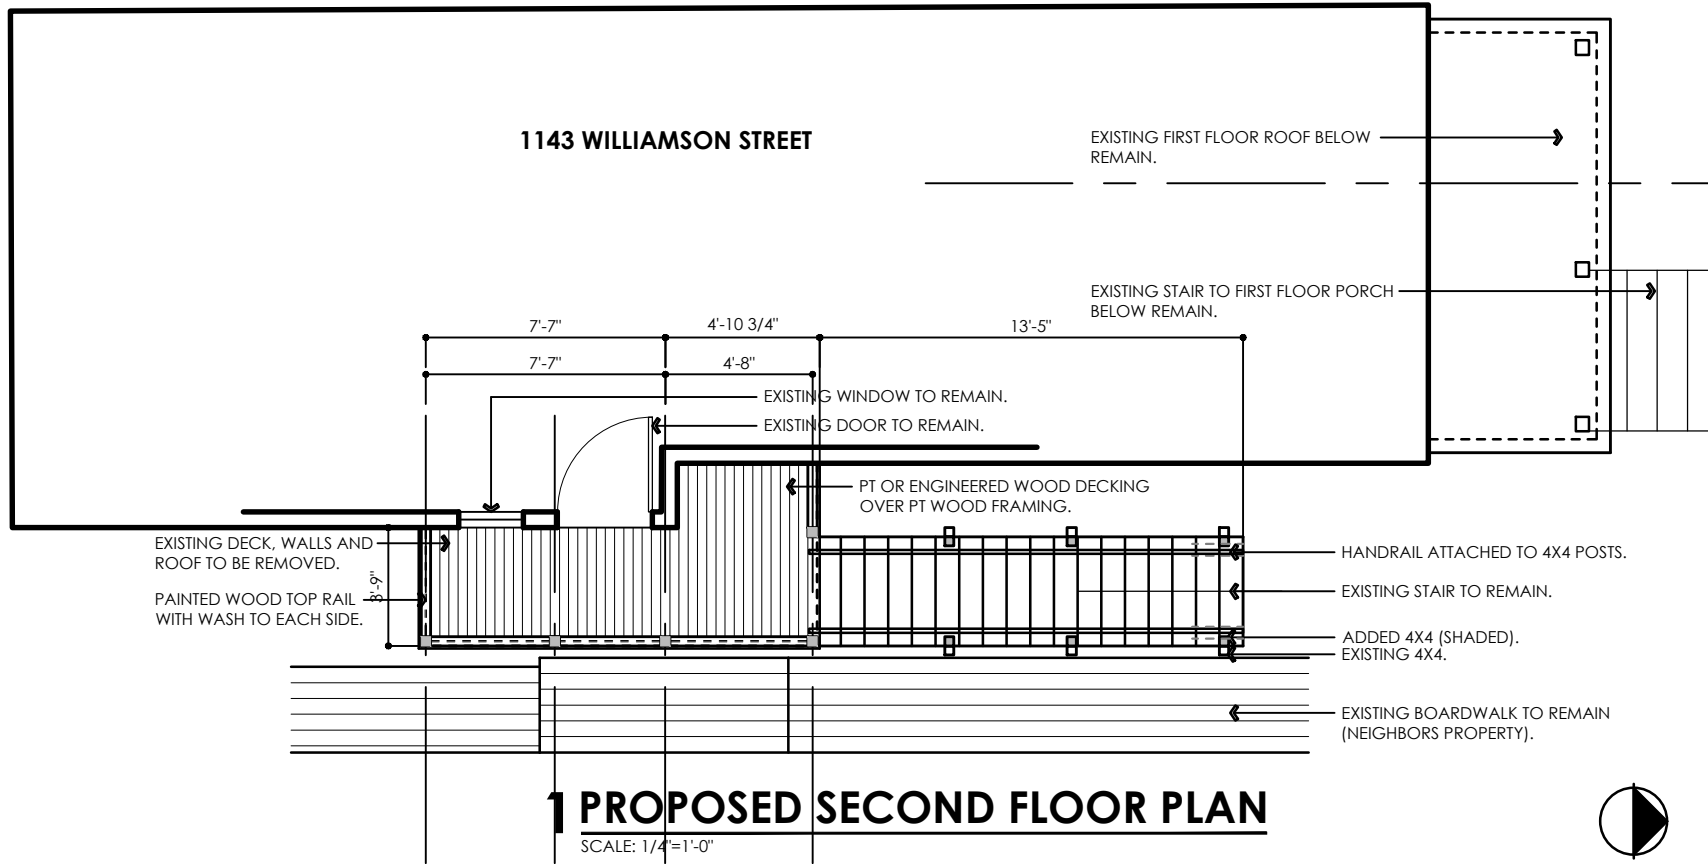 1143 WILLIAMSON STREET
EXISTING FIRST FLOOR ROOF BELOW
REMAIN.
EXISTING STAIR TO FIRST FLOOR PORCH
BELOW REMAIN.
7'-7"
4'-10 3/4"
13'-5"
7'-7"
4'-8"
EXISTING WINDOW TO REMAIN.
EXISTING DOOR TO REMAIN.
PT OR ENGINEERED WOOD DECKING
OVER PT WOOD FRAMING.
EXISTING DECK, WALLS AND
ROOF TO BE REMOVED.
3'-9"
PAINTED WOOD TOP RAIL
WITH WASH TO EACH SIDE.
HANDRAIL ATTACHED TO 4X4 POSTS.
EXISTING STAIR TO REMAIN.
ADDED 4X4 (SHADED).
EXISTING 4X4.
EXISTING BOARDWALK TO REMAIN
(NEIGHBORS PROPERTY).
1 PROPOSED SECOND FLOOR PLAN
SCALE: 1/4"=1'-0"